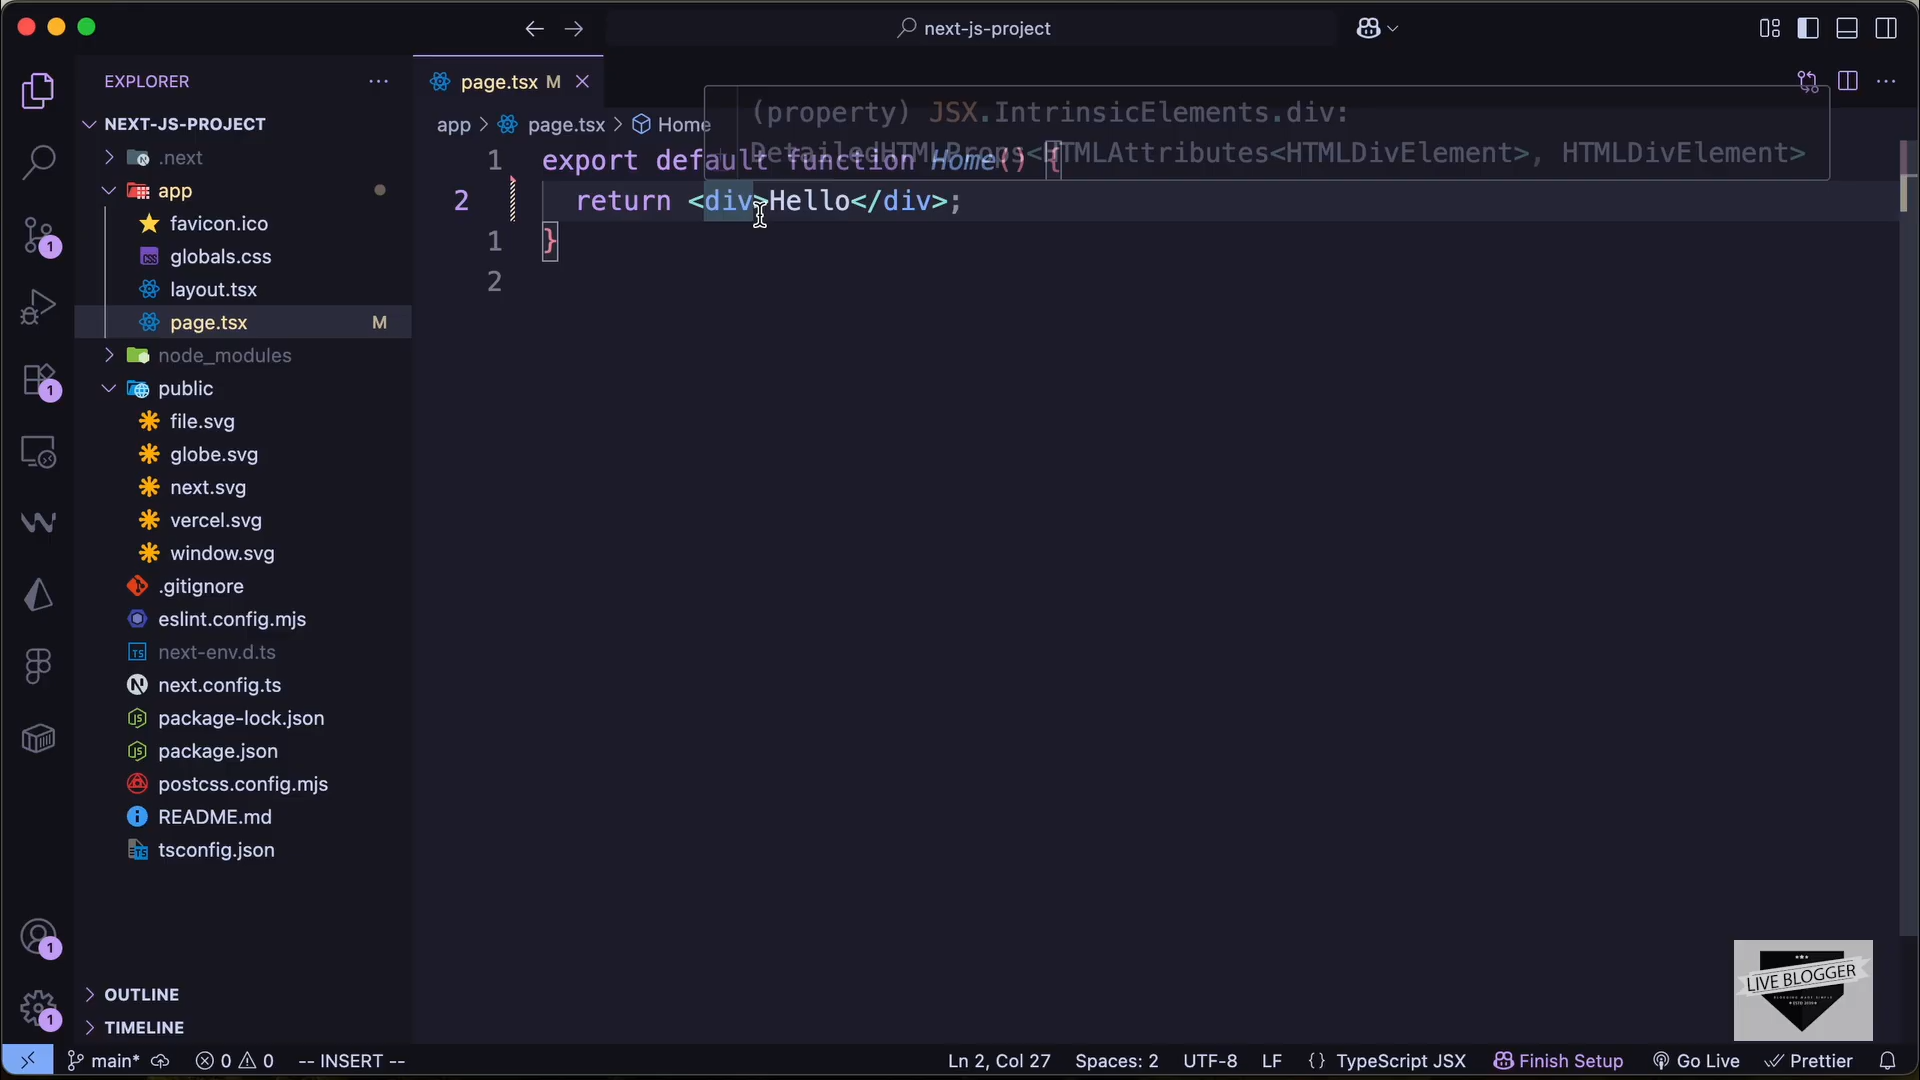 next-js-project
EXPLORER
page.tsx M
NEXT-JS-PROJECT
.next
app
favicon.ico
globals.css
layout.tsx
page.tsx M
node_modules
public
file.svg
globe.svg
next.svg
vercel.svg
window.svg
.gitignore
eslint.config.mjs
next-env.d.ts
next.config.ts
package-lock.json
package.json
postcss.config.mjs
README.md
tsconfig.json
OUTLINE
TIMELINE
1
1
1
1
app > page.tsx > Home
(property) JSX.IntrinsicElements.div:
DetailedHTMLProps<HTMLAttributes<HTMLDivElement>, HTMLDivElement>
1 export default function Home() {
2 return <div>Hello</div>;
1 }
2
LIVE BLOGGER
main* 0 0 -- INSERT -- Ln 2, Col 27 Spaces: 2 UTF-8 LF {} TypeScript JSX Finish Setup Go Live Prettier